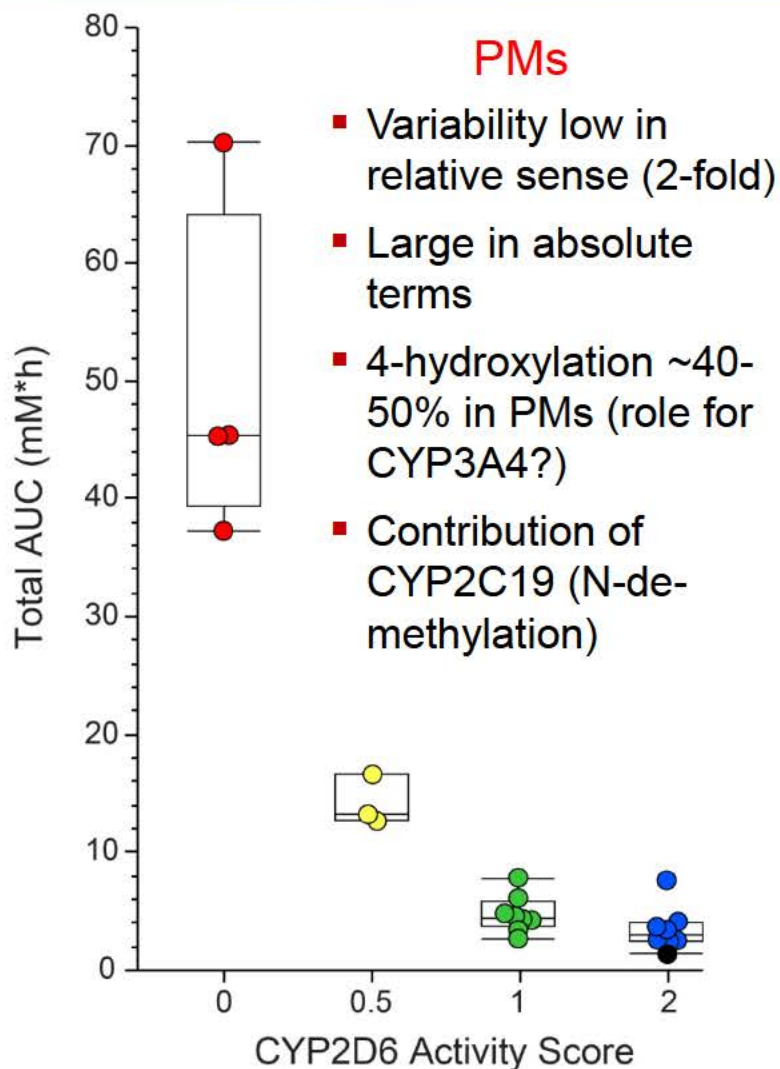 PMs
▪ Variability low in
relative sense (2-fold)
▪ Large in absolute
terms
▪ 4-hydroxylation ~40-
50% in PMs (role for
CYP3A4?)
▪ Contribution of
CYP2C19 (N-de-
methylation)
Total AUC (mM*h)
80
70
60
50
40
30
20
10
0
0 0.5 1 2
CYP2D6 Activity Score